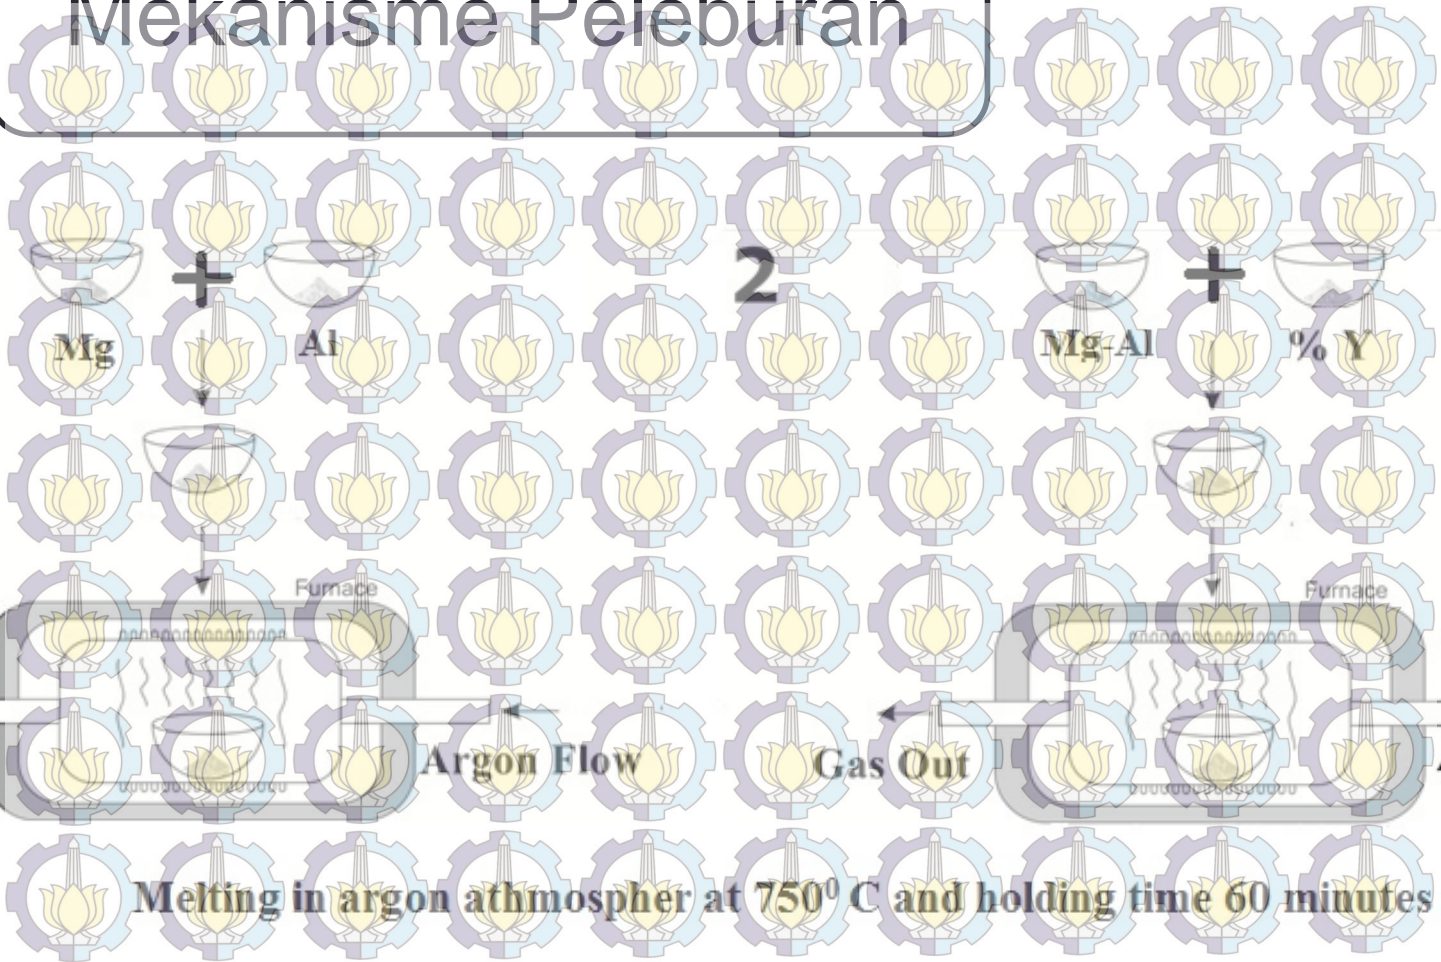 Mekanisme Peleburan
+
2
+
Mg
Al
Mg-Al
% Y
Furnace
Furnace
Argon Flow
Gas Out
Melting in argon athmospher at 750⁰ C and holding time 60 minutes